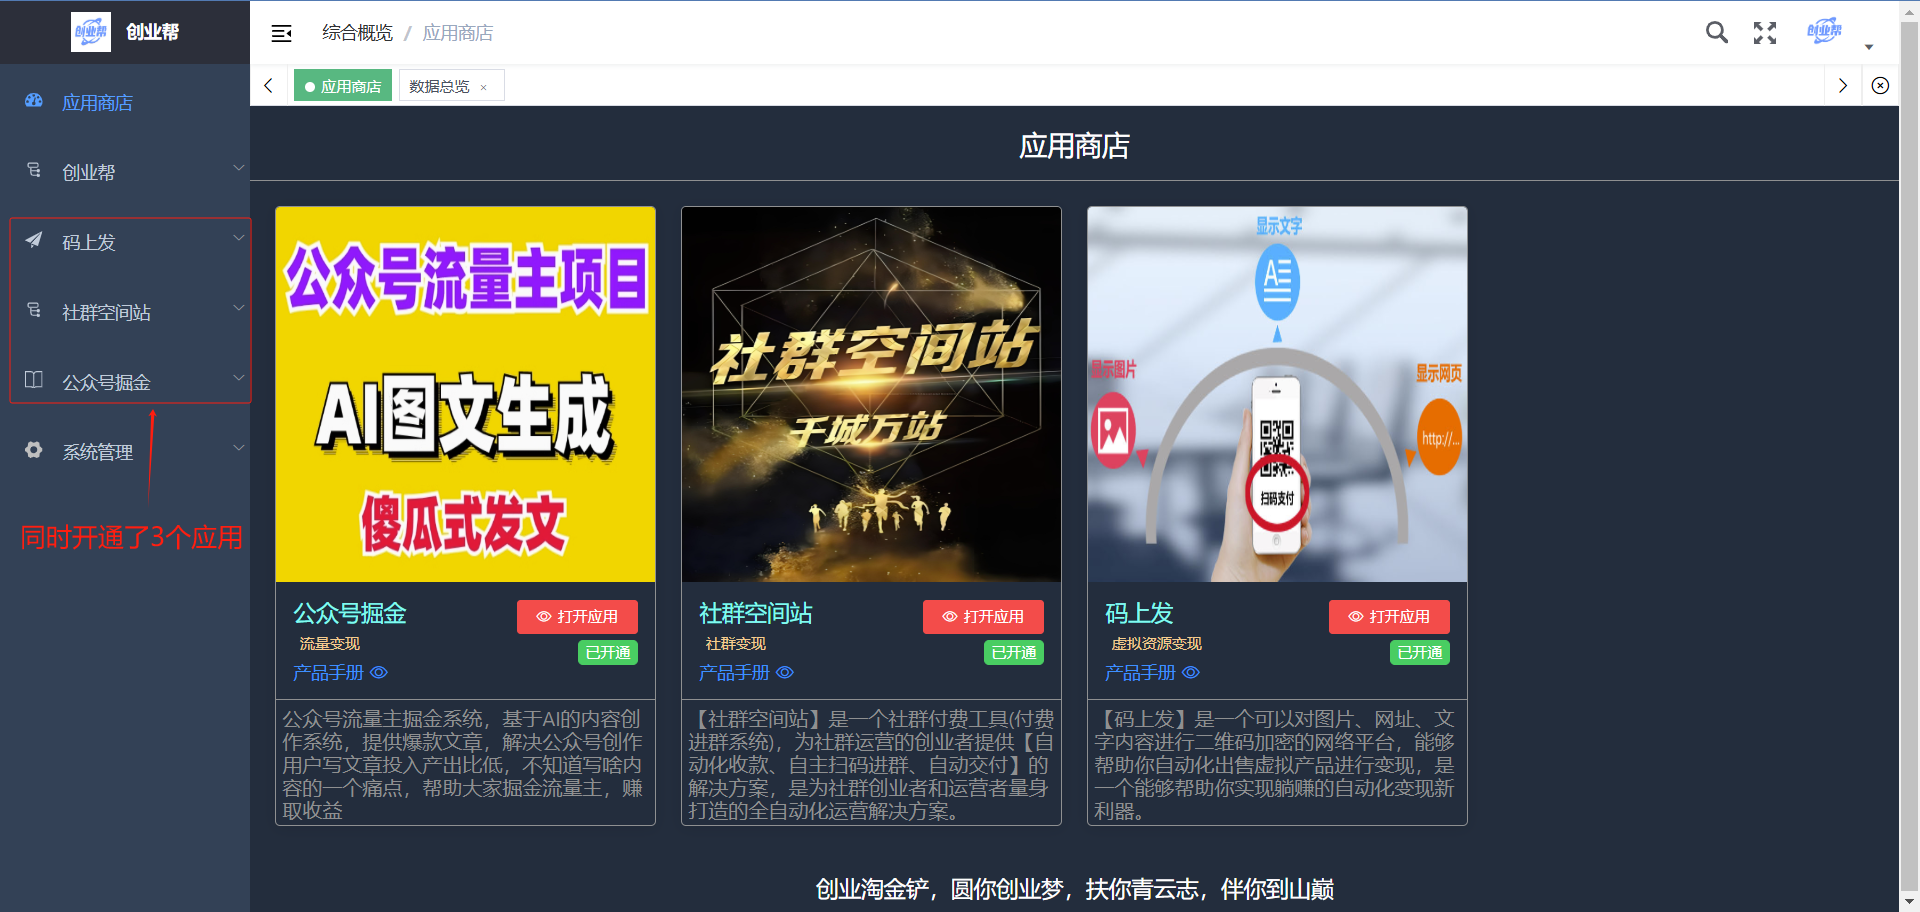 创业帮
创业帮
综合概览 / 应用商店
创业帮
应用商店
数据总览 ×
应用商店
创业帮
码上发
社群空间站
公众号掘金
系统管理
同时开通了3个应用
应用商店
公众号流量主项目
AI图文生成
傻瓜式发文
公众号掘金
打开应用
流量变现
已开通
产品手册
公众号流量主掘金系统，基于AI的内容创
作系统，提供爆款文章，解决公众号创作
用户写文章投入产出比低，不知道写啥内
容的一个痛点，帮助大家掘金流量主，赚
取收益
社群空间站
千城万站
社群空间站
打开应用
社群变现
已开通
产品手册
【社群空间站】是一个社群付费工具(付费
进群系统)，为社群运营的创业者提供【自
动化收款、自主扫码进群、自动交付】的
解决方案，是为社群创业者和运营者量身
打造的全自动化运营解决方案。
显示文字
A
显示图片
显示网页
http://...
扫码支付
码上发
打开应用
虚拟资源变现
已开通
产品手册
【码上发】是一个可以对图片、网址、文
字内容进行二维码加密的网络平台，能够
帮助你自动化出售虚拟产品进行变现，是
一个能够帮助你实现躺赚的自动化变现新
利器。
创业淘金铲，圆你创业梦，扶你青云志，伴你到山巅